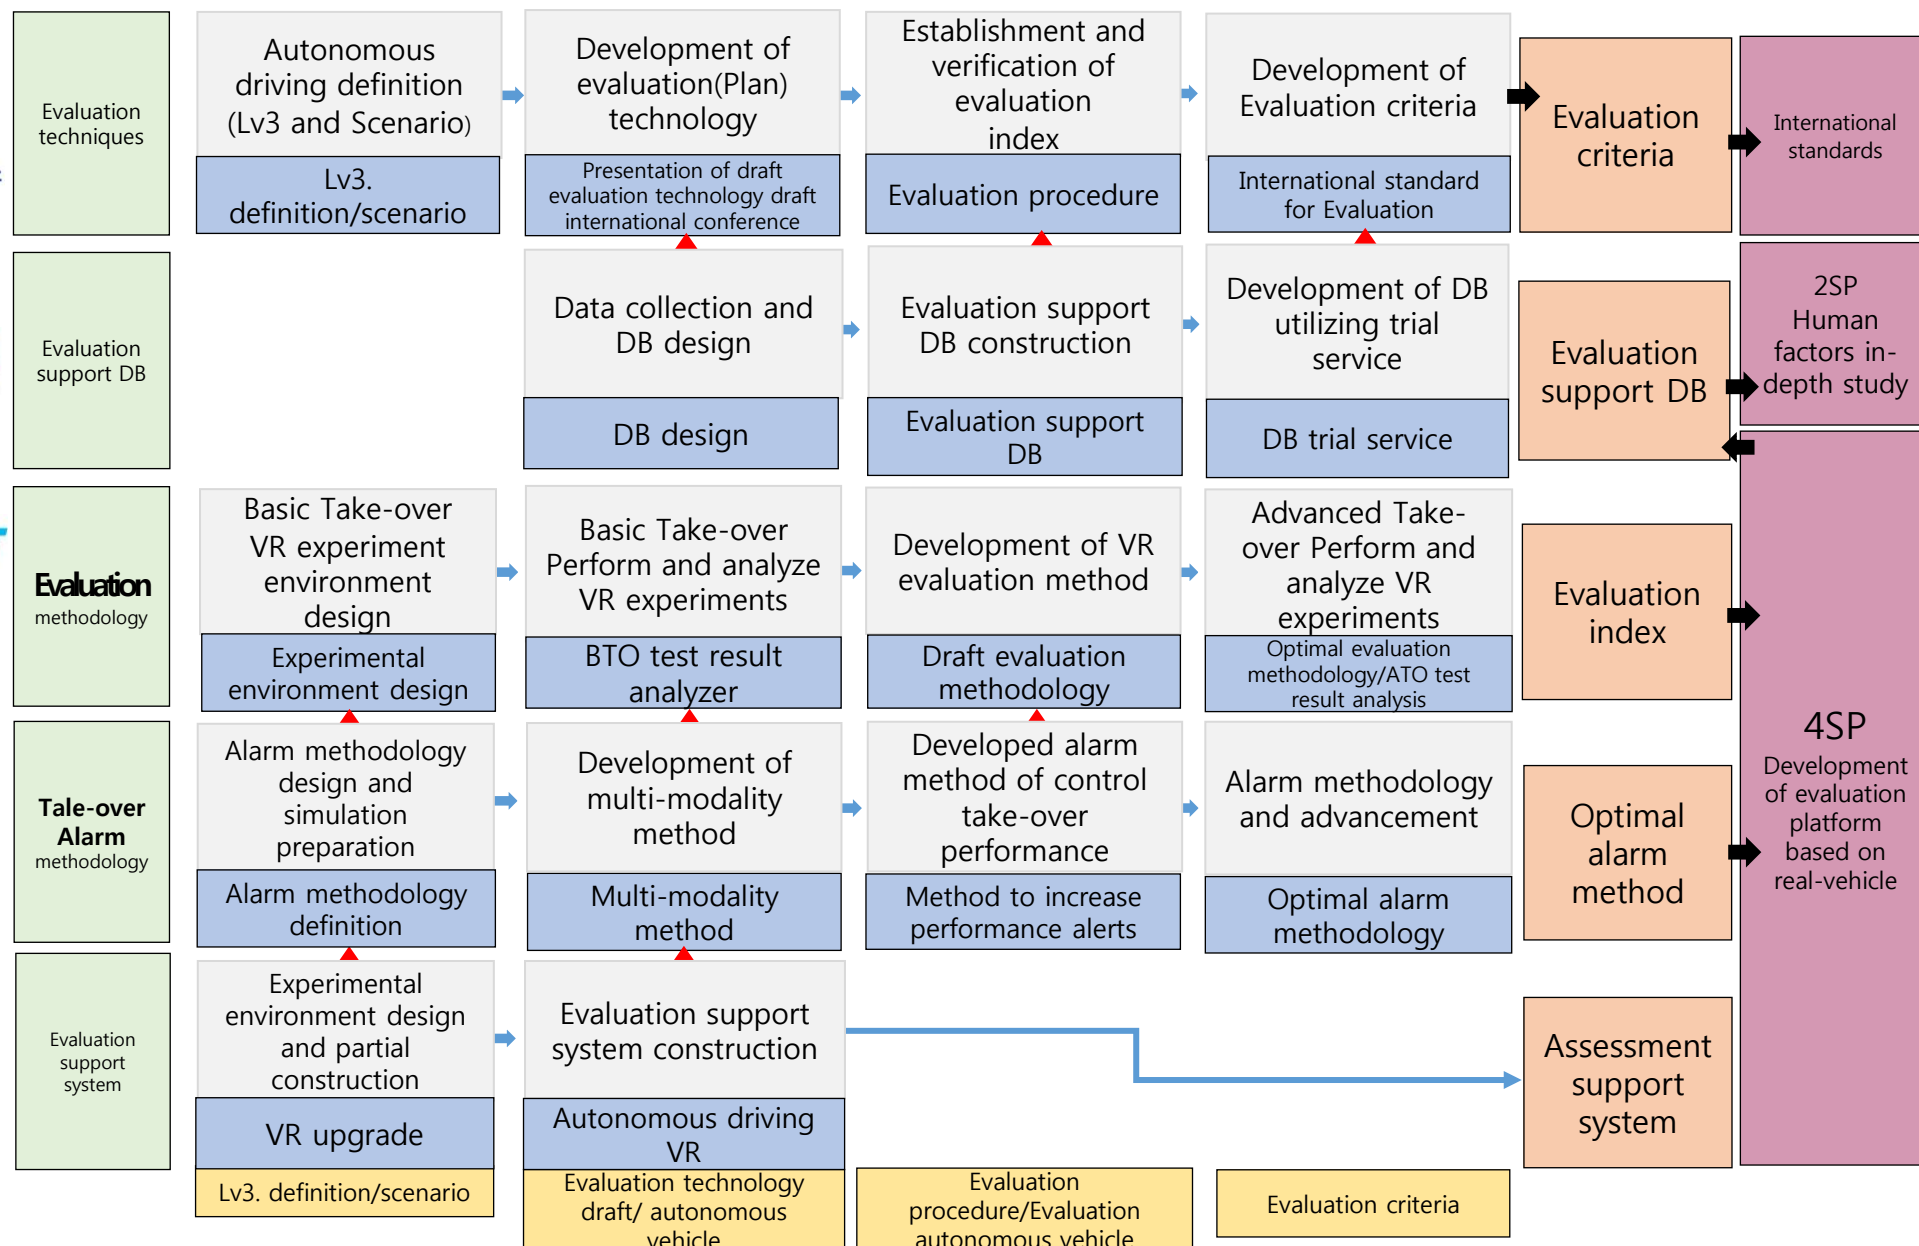 Evaluation
techniques
Autonomous
driving definition
(Lv3 and Scenario)
Lv3.
definition/scenario
Development of
evaluation(Plan)
technology
Presentation of draft
evaluation technology draft
international conference
Establishment and
verification of
evaluation
index
Evaluation procedure
Development of
Evaluation criteria
International standard
for Evaluation
Evaluation
criteria
International
standards
Evaluation
support DB
Data collection and
DB design
DB design
Evaluation support
DB construction
Evaluation support
DB
Development of DB
utilizing trial
service
DB trial service
Evaluation
support DB
2SP
Human
factors in-
depth study
Evaluation
methodology
Basic Take-over
VR experiment
environment
design
Experimental
environment design
Basic Take-over
Perform and analyze
VR experiments
BTO test result
analyzer
Development of VR
evaluation method
Draft evaluation
methodology
Advanced Take-
over Perform and
analyze VR
experiments
Optimal evaluation
methodology/ATO test
result analysis
Evaluation
index
4SP
Development
of evaluation
platform
based on
real-vehicle
Tale-over
Alarm
methodology
Alarm methodology
design and
simulation
preparation
Alarm methodology
definition
Development of
multi-modality
method
Multi-modality
method
Developed alarm
method of control
take-over
performance
Method to increase
performance alerts
Alarm methodology
and advancement
Optimal alarm
methodology
Optimal
alarm
method
Evaluation
support
system
Experimental
environment design
and partial
construction
VR upgrade
Evaluation support
system construction
Autonomous driving
VR
Assessment
support
system
Lv3. definition/scenario
Evaluation technology
draft/ autonomous
vehicle
Evaluation
procedure/Evaluation
autonomous vehicle
Evaluation criteria